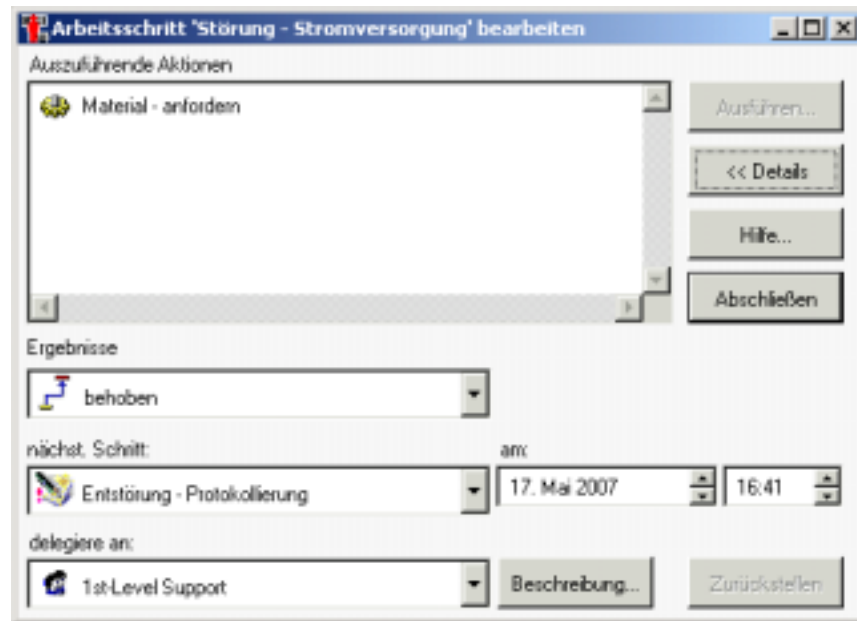 Arbeitsschritt 'Störung - Stromversorgung' bearbeiten
Auszuführende Aktionen
Material - anfordern
Ausführen...
<< Details
Hilfe...
Abschließen
Ergebnisse
behoben
nächst. Schritt:
am:
Entstörung - Protokollierung
17. Mai 2007
16:41
delegiere an:
1st-Level Support
Beschreibung...
Zurückstellen